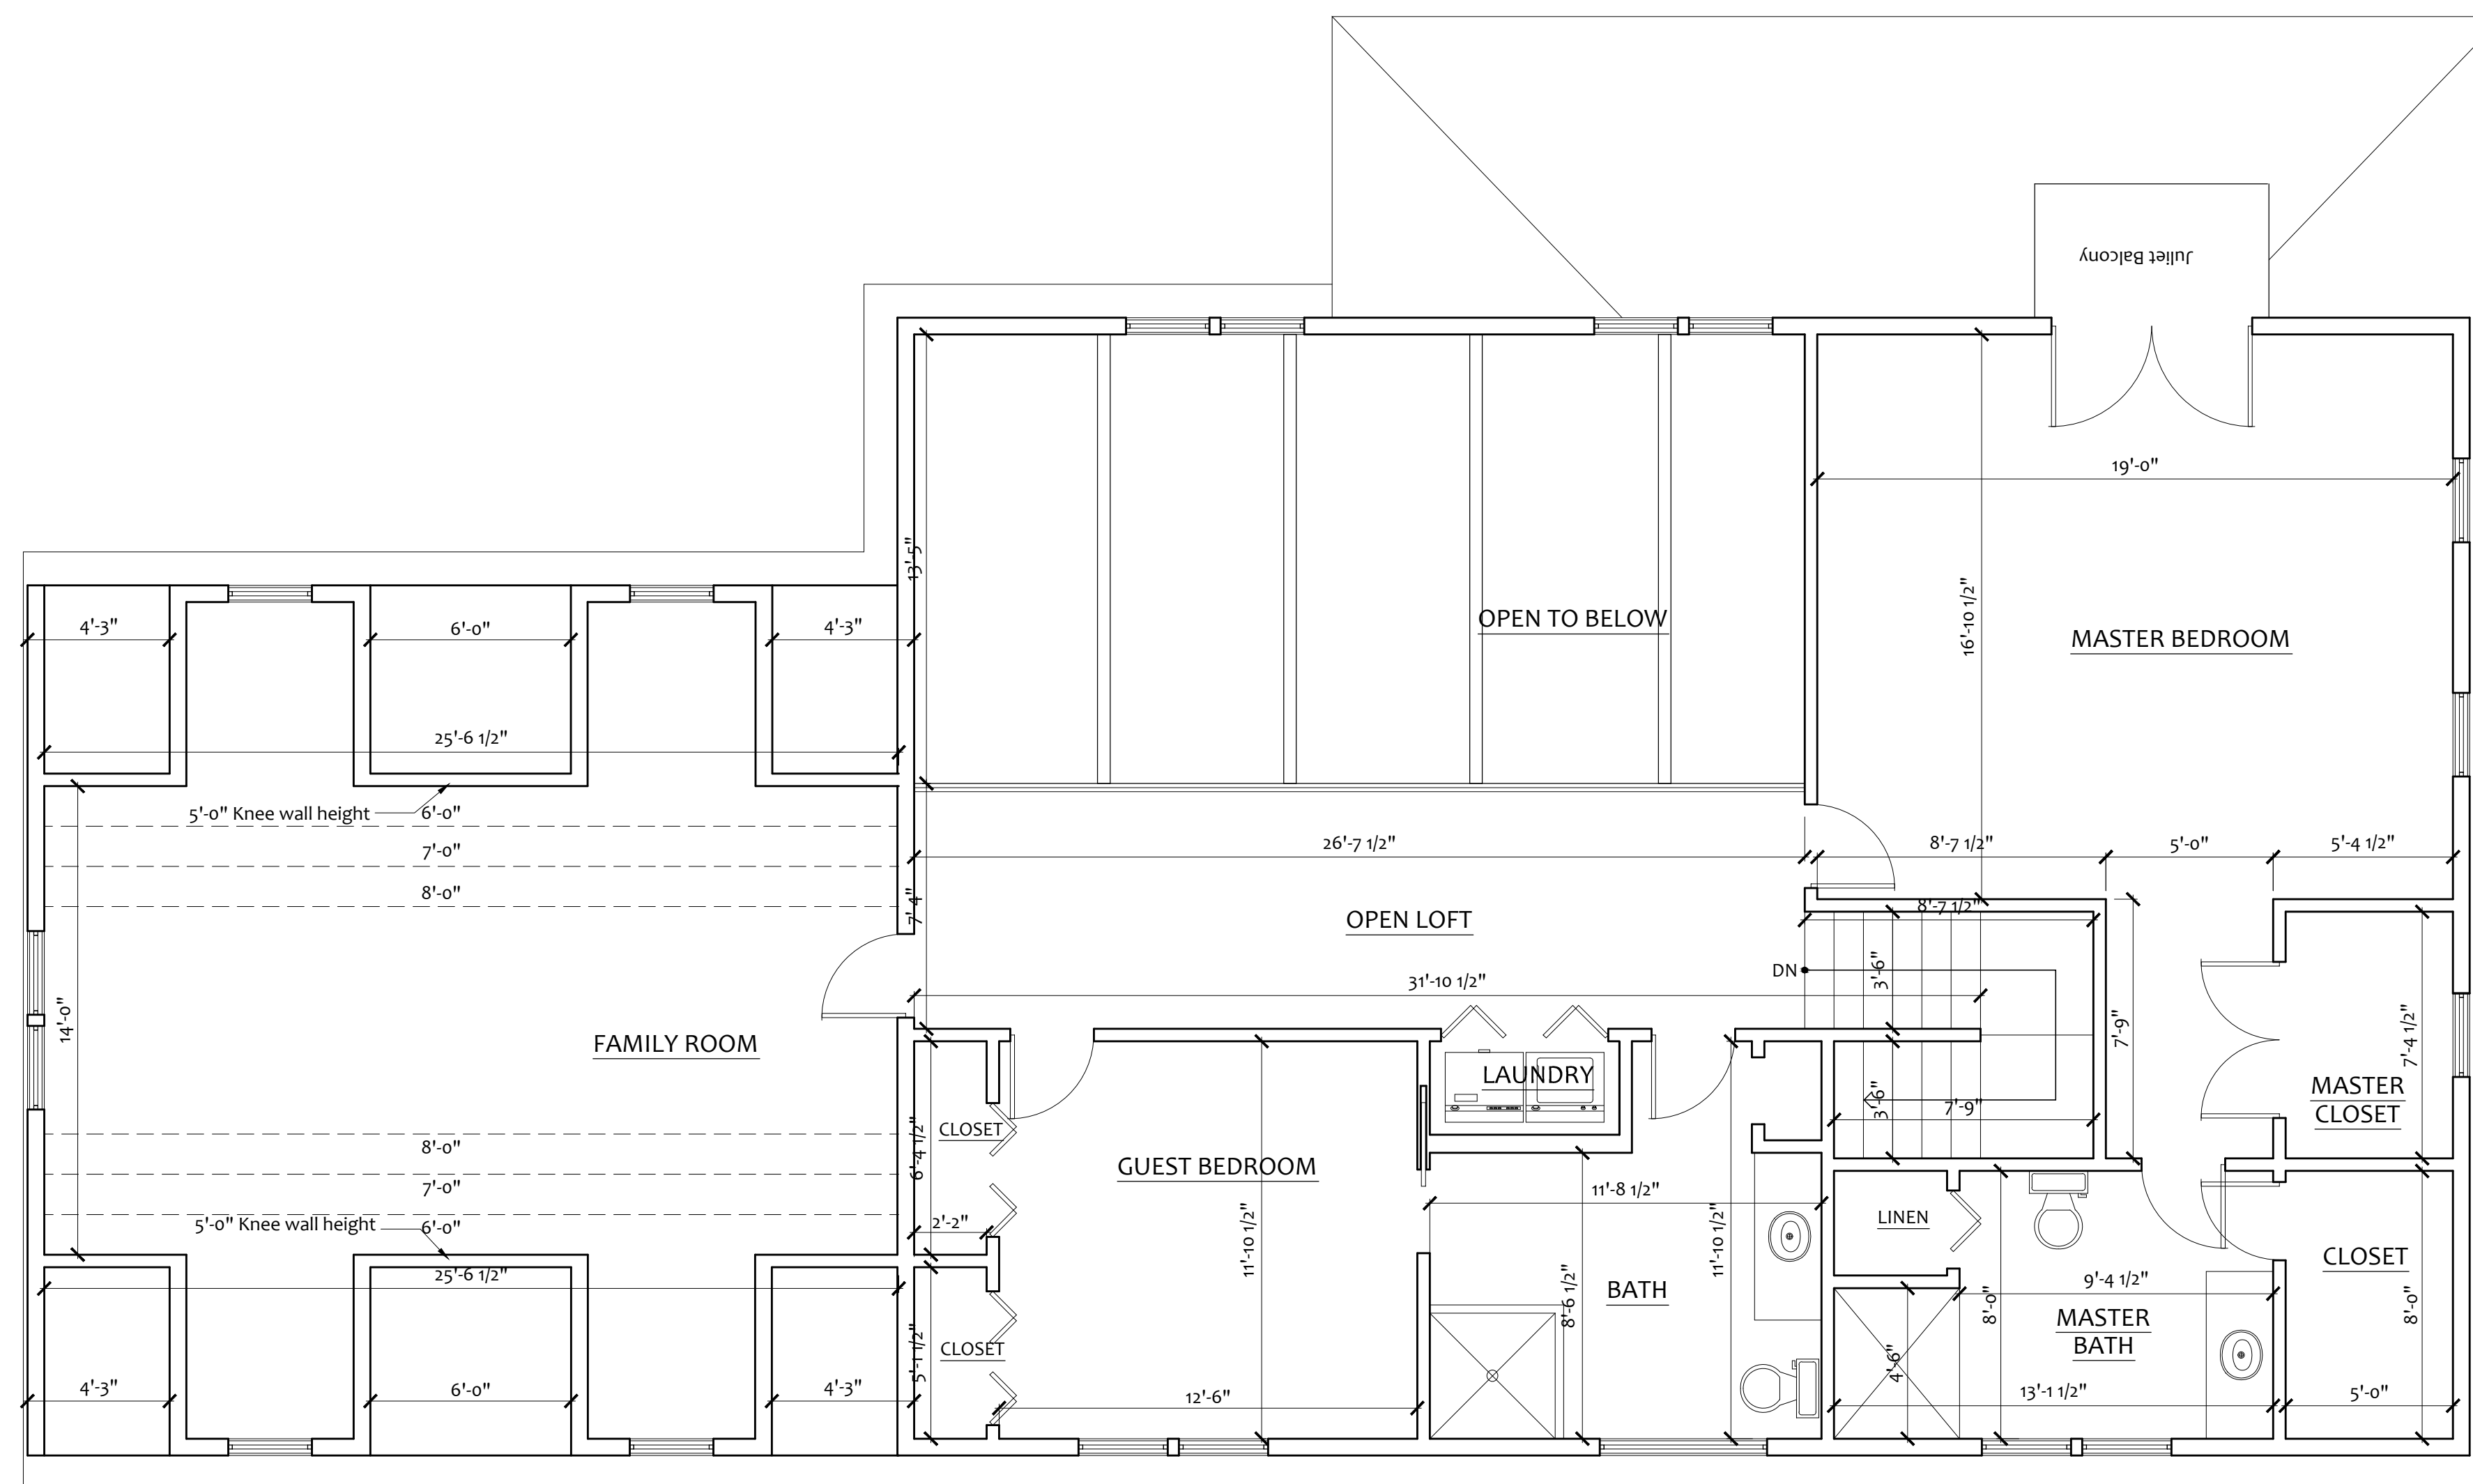 Juliet Balcony
19'-0"
13'-5"
4'-3"
6'-0"
4'-3"
OPEN TO BELOW
16'-10 1/2"
MASTER BEDROOM
25'-6 1/2"
5'-0" Knee wall height
6'-0"
7'-0"
8'-0"
26'-7 1/2"
8'-7 1/2"
5'-0"
5'-4 1/2"
7'-4"
OPEN LOFT
8'-7 1/2"
DN
3'-6"
31'-10 1/2"
14'-0"
FAMILY ROOM
7'-9"
7'-4 1/2"
LAUNDRY
MASTER
CLOSET
3'-6"
7'-9"
CLOSET
6'-4 1/2"
8'-0"
7'-0"
5'-0" Knee wall height
6'-0"
GUEST BEDROOM
11'-8 1/2"
2'-2"
11'-10 1/2"
11'-10 1/2"
LINEN
CLOSET
25'-6 1/2"
8'-6 1/2"
BATH
9'-4 1/2"
8'-0"
8'-0"
MASTER
BATH
CLOSET
5'-1 1/2"
4'-6"
4'-3"
6'-0"
4'-3"
12'-6"
13'-1 1/2"
5'-0"